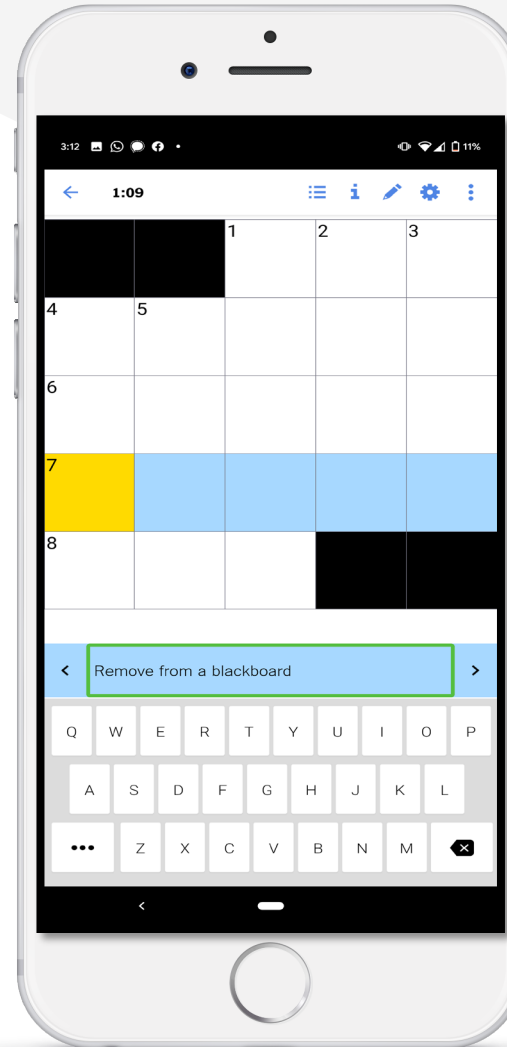 3:12 11%
1:09
1 2 3
4 5
6
7
8
Remove from a blackboard
Q W E R T Y U I O P
A S D F G H J K L
Z X C V B N M